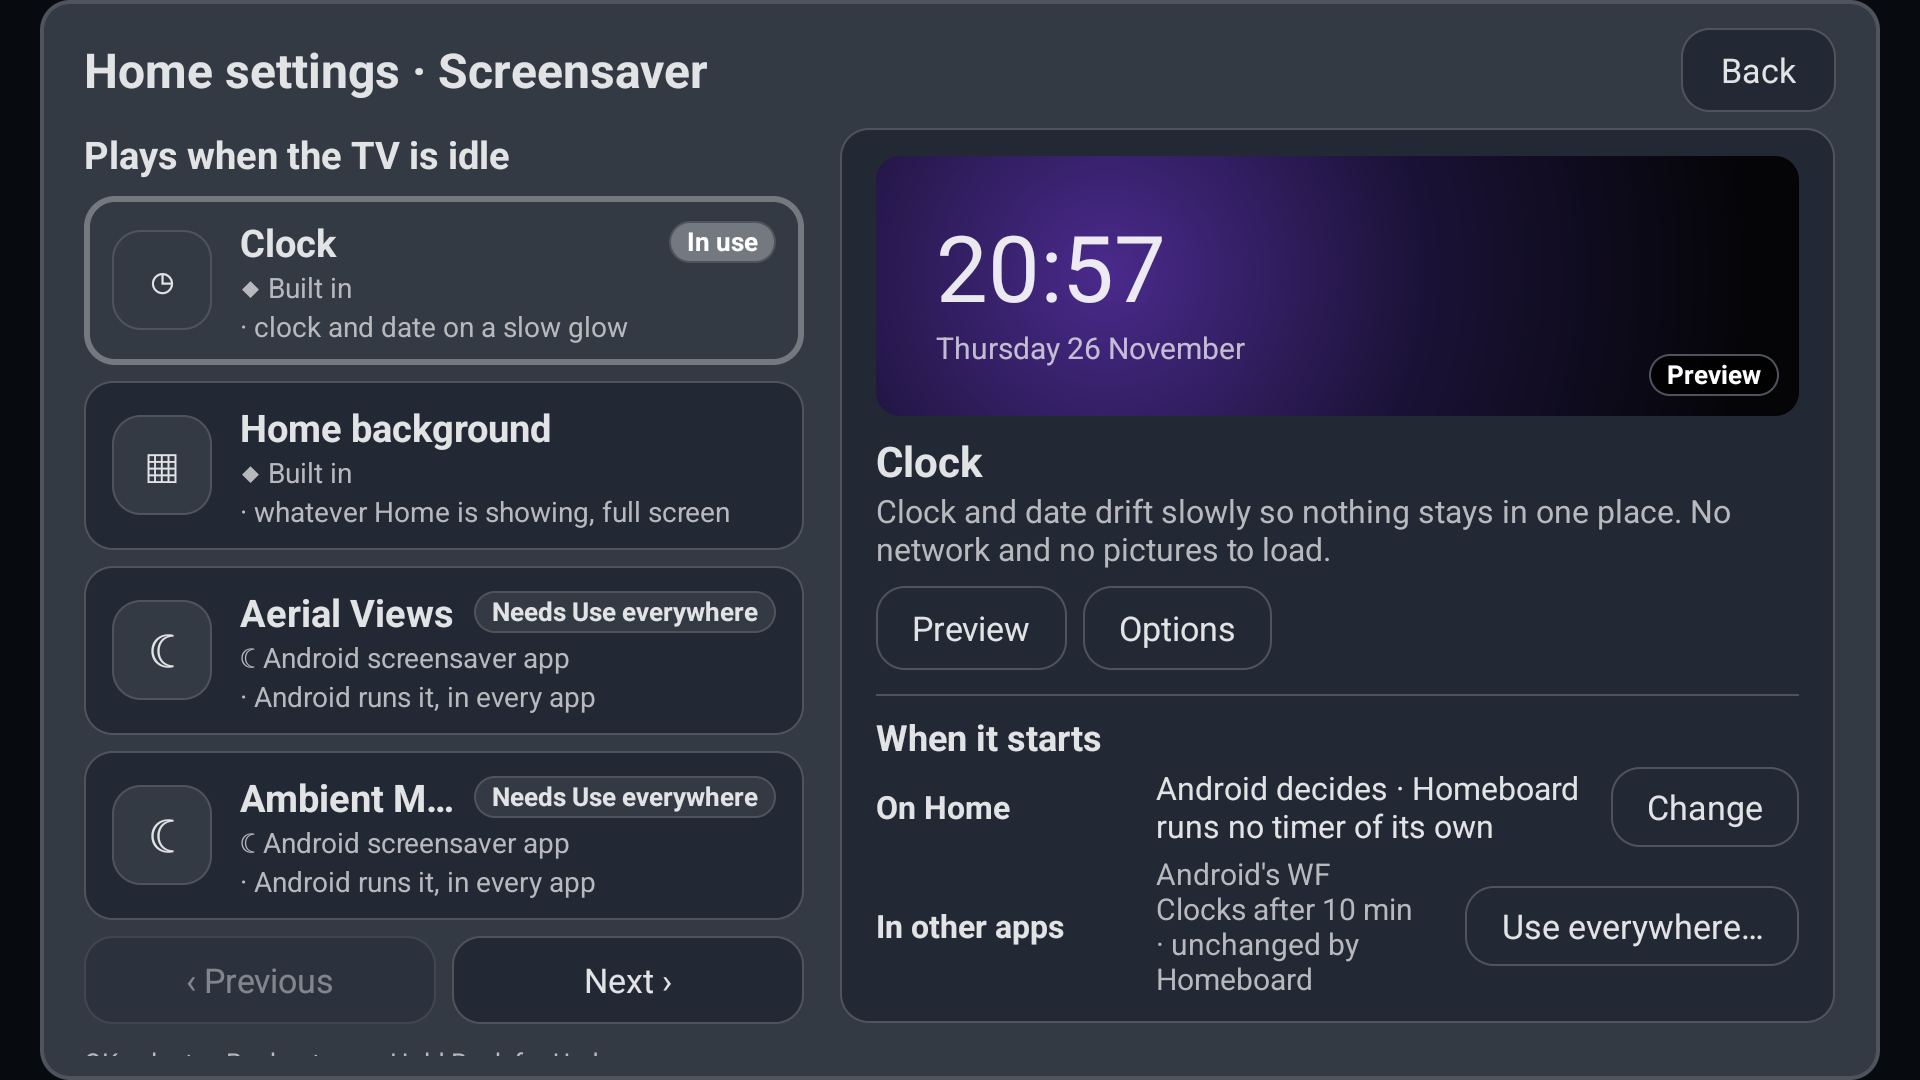 Home settings · Screensaver
Back
Plays when the TV is idle
Clock
In use
◆ Built in
· clock and date on a slow glow
Home background
◆ Built in
· whatever Home is showing, full screen
Aerial Views
Needs Use everywhere
☾ Android screensaver app
· Android runs it, in every app
Ambient M...
Needs Use everywhere
☾ Android screensaver app
· Android runs it, in every app
‹ Previous
Next ›
20:57
Thursday 26 November
Preview
Clock
Clock and date drift slowly so nothing stays in one place. No
network and no pictures to load.
Preview
Options
When it starts
On Home
Android decides · Homeboard
runs no timer of its own
Change
In other apps
Android's WF
Clocks after 10 min
· unchanged by
Homeboard
Use everywhere...